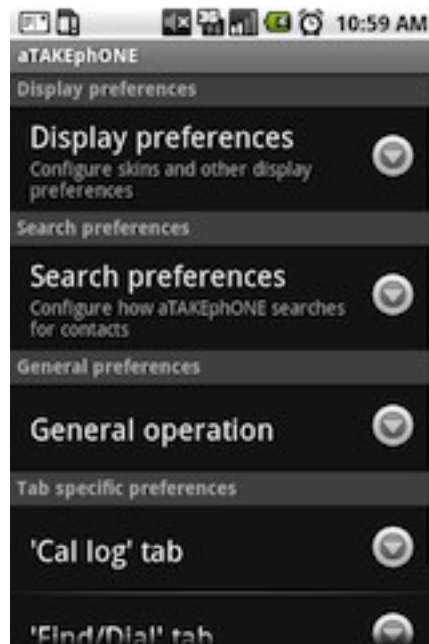 10:59 AM
aTAKEphONE
Display preferences
Display preferences
Configure skins and other display
preferences
Search preferences
Search preferences
Configure how aTAKEphONE searches
for contacts
General preferences
General operation
Tab specific preferences
'Cal log' tab
'Find/Dial' tab